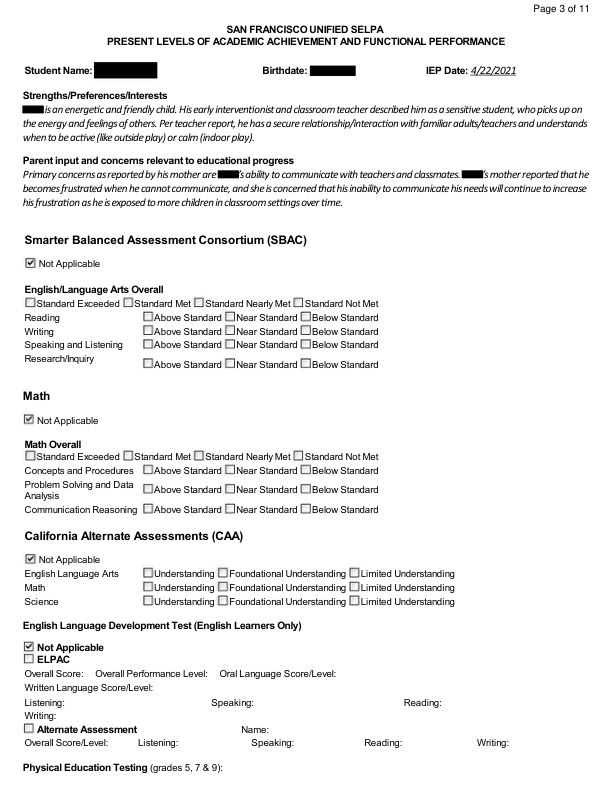 Page 3 of 11
SAN FRANCISCO UNIFIED SELPA
PRESENT LEVELS OF ACADEMIC ACHIEVEMENT AND FUNCTIONAL PERFORMANCE
Student Name: Birthdate: IEP Date: 4/22/2021
Strengths/Preferences/Interests
is an energetic and friendly child. His early interventionist and classroom teacher described him as a sensitive student, who picks up on
the energy and feelings of others. Per teacher report, he has a secure relationship/interaction with familiar adults/teachers and understands
when to be active (like outside play) or calm (indoor play).
Parent input and concerns relevant to educational progress
Primary concerns as reported by his mother are 's ability to communicate with teachers and classmates. 's mother reported that he
becomes frustrated when he cannot communicate, and she is concerned that his inability to communicate his needs will continue to increase
his frustration as he is exposed to more children in classroom settings over time.
Smarter Balanced Assessment Consortium (SBAC)
Not Applicable
English/Language Arts Overall
Standard Exceeded Standard Met Standard Nearly Met Standard Not Met
Reading Above Standard Near Standard Below Standard
Writing Above Standard Near Standard Below Standard
Speaking and Listening Above Standard Near Standard Below Standard
Research/Inquiry Above Standard Near Standard Below Standard
Math
Not Applicable
Math Overall
Standard Exceeded Standard Met Standard Nearly Met Standard Not Met
Concepts and Procedures Above Standard Near Standard Below Standard
Problem Solving and Data
Analysis Above Standard Near Standard Below Standard
Communication Reasoning Above Standard Near Standard Below Standard
California Alternate Assessments (CAA)
Not Applicable
English Language Arts Understanding Foundational Understanding Limited Understanding
Math Understanding Foundational Understanding Limited Understanding
Science Understanding Foundational Understanding Limited Understanding
English Language Development Test (English Learners Only)
Not Applicable
ELPAC
Overall Score: Overall Performance Level: Oral Language Score/Level:
Written Language Score/Level:
Listening: Speaking: Reading:
Writing:
Alternate Assessment Name:
Overall Score/Level: Listening: Speaking: Reading: Writing:
Physical Education Testing (grades 5, 7 & 9):